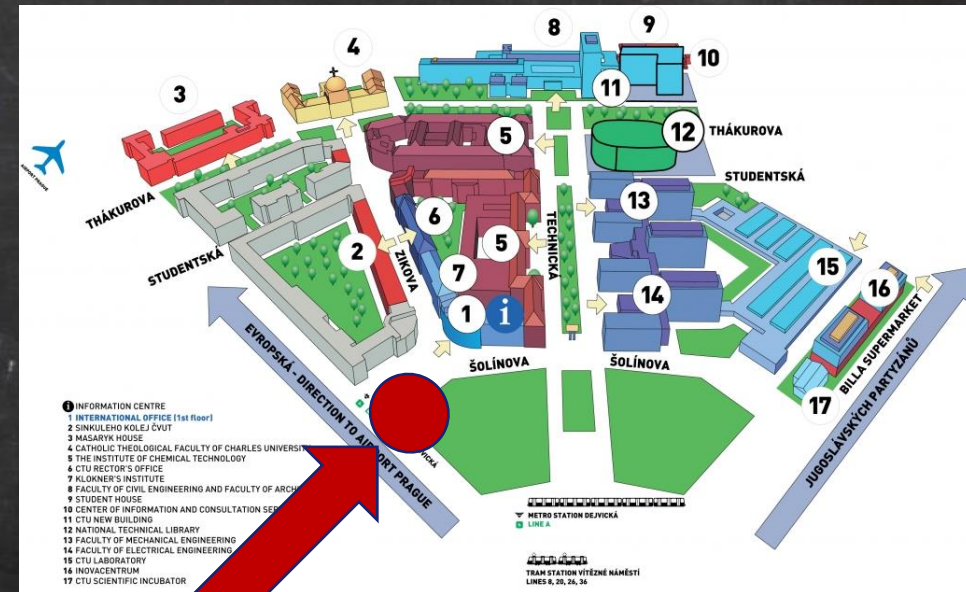 8
9
4
10
3
11
5
12
THÁKUROVA
AIRPORT PRAGUE
STUDENTSKÁ
THÁKUROVA
13
6
TECHNICKÁ
2
ZIKOVA
5
STUDENTSKÁ
15
7
16
14
1
i
EVROPSKÁ - DIRECTION TO AIRPORT PRAGUE
ŠOLÍNOVA
ŠOLÍNOVA
BILLA SUPERMARKET
17
JUGOSLÁVSKÝCH PARTYZÁNŮ
i INFORMATION CENTRE
1 INTERNATIONAL OFFICE (1st floor)
2 SINKULEHO KOLEJ ČVUT
3 MASARYK HOUSE
4 CATHOLIC THEOLOGICAL FACULTY OF CHARLES
5 THE INSTITUTE OF CHEMICAL TECHNOLOGY
6 CTU RECTOR'S OFFICE
7 KLOKNER'S INSTITUTE
8 FACULTY OF CIVIL ENGINEERING AND FACULTY OF
9 STUDENT HOUSE
10 CENTER OF INFORMATION AND CONSULTATION
11 CTU NEW BUILDING
12 NATIONAL TECHNICAL LIBRARY
13 FACULTY OF MECHANICAL ENGINEERING
14 FACULTY OF ELECTRICAL ENGINEERING
15 CTU LABORATORY
16 INOVACENTRUM
17 CTU SCIENTIFIC INCUBATOR
METRO STATION DEJVICKÁ
LINE A
TRAM STATION VÍTĚZNÉ NÁMĚSTÍ
LINES 8, 20, 26, 36